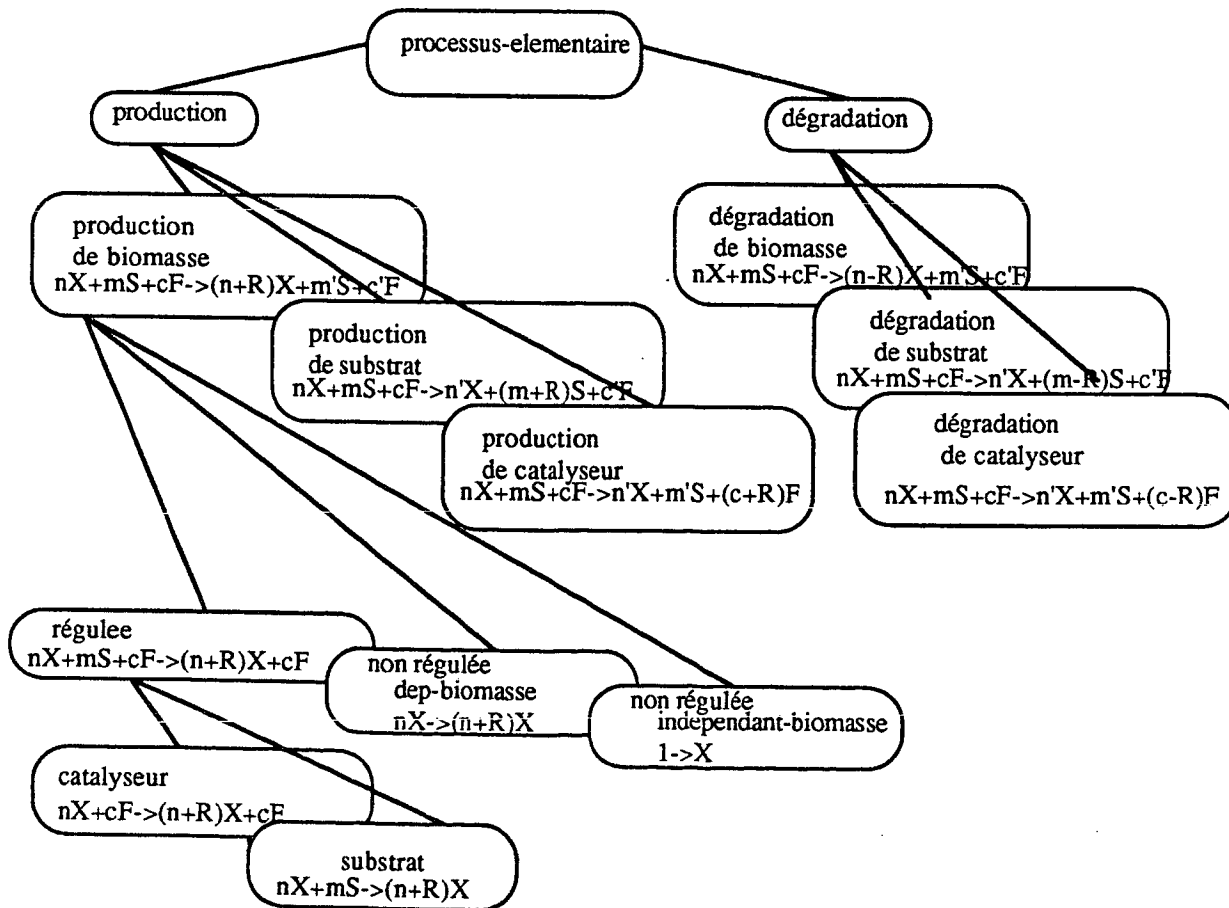 processus-elementaire
production
dégradation
production
de biomasse
nX+mS+cF->(n+R)X+m'S+c'F
dégradation
de biomasse
nX+mS+cF->(n-R)X+m'S+c'F
production
de substrat
nX+mS+cF->n'X+(m+R)S+c'F
dégradation
de substrat
nX+mS+cF->n'X+(m-R)S+c'F
production
de catalyseur
nX+mS+cF->n'X+m'S+(c+R)F
dégradation
de catalyseur
nX+mS+cF->n'X+m'S+(c-R)F
régulee
nX+mS+cF->(n+R)X+cF
non régulée
dep-biomasse
nX->(n+R)X
non régulée
indépendant-biomasse
1->X
catalyseur
nX+cF->(n+R)X+cF
substrat
nX+mS->(n+R)X